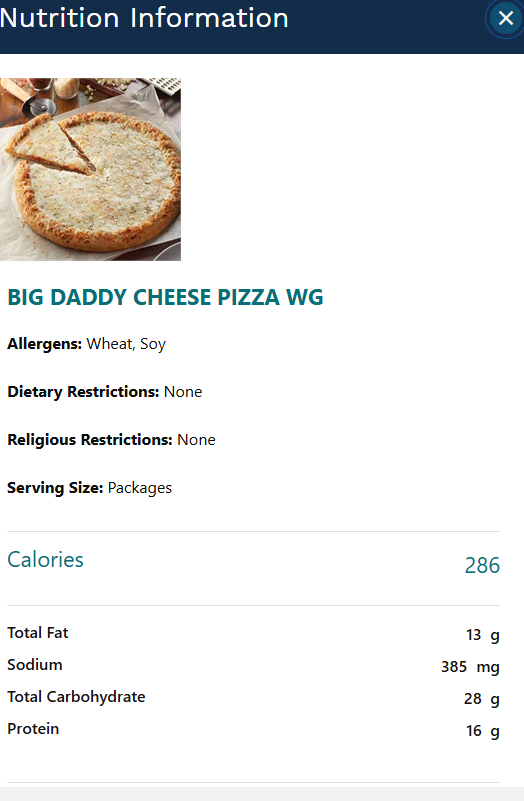 Nutrition Information
BIG DADDY CHEESE PIZZA WG
Allergens: Wheat, Soy
Dietary Restrictions: None
Religious Restrictions: None
Serving Size: Packages
Calories 286
Total Fat 13 g
Sodium 385 mg
Total Carbohydrate 28 g
Protein 16 g